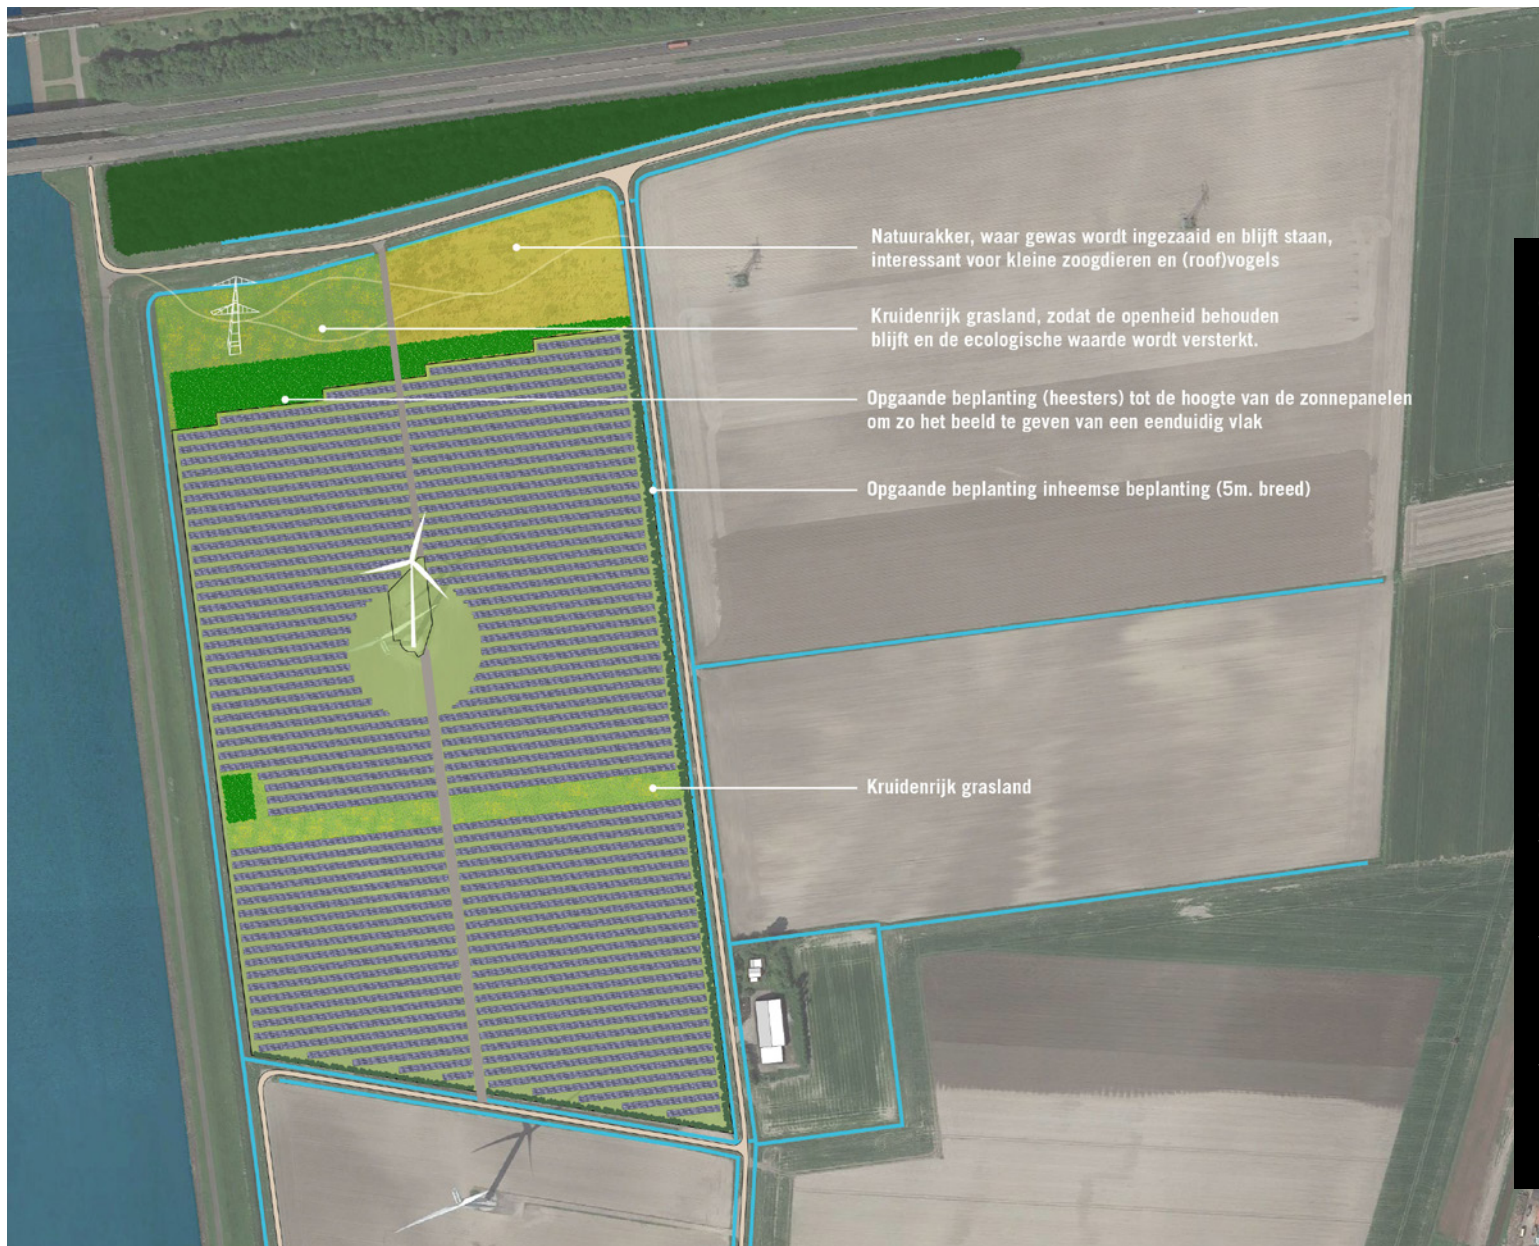 Natuurakker, waar gewas wordt ingezaaid en blijft staan,
interessant voor kleine zoogdieren en (roof)vogels
Kruidenrijk grasland, zodat de openheid behouden
blijft en de ecologische waarde wordt versterkt.
Opgaande beplanting (heesters) tot de hoogte van de zonnepanelen
om zo het beeld te geven van een eenduidig vlak
Opgaande beplanting inheemse beplanting (5m. breed)
Kruidenrijk grasland